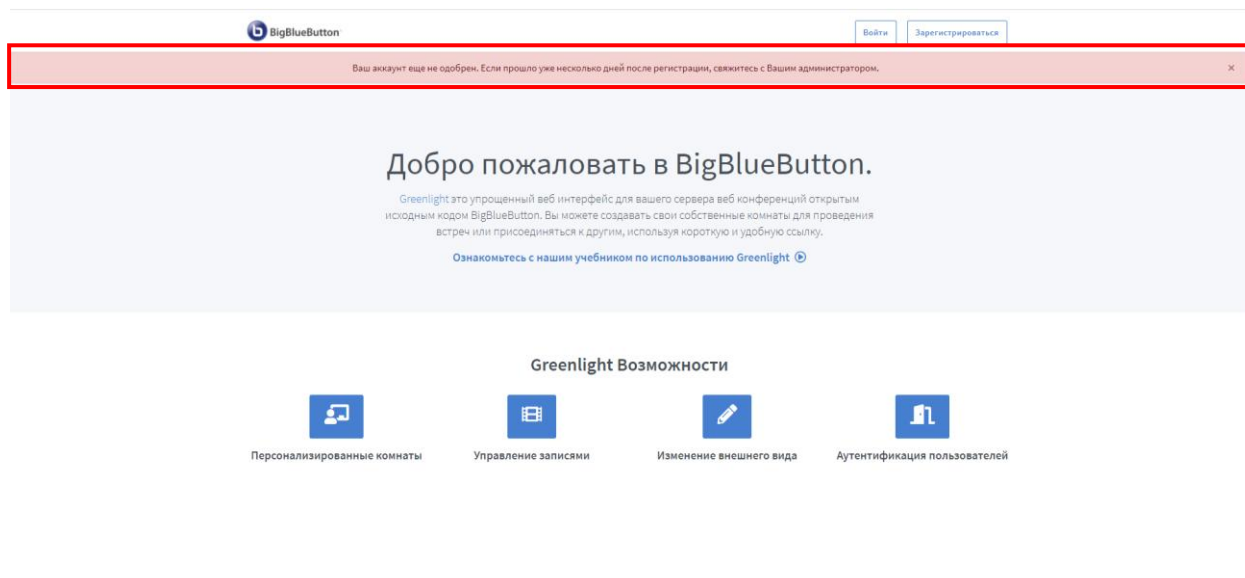 BigBlueButton
Войти
Зарегистрироваться
Ваш аккаунт еще не одобрен. Если прошло уже несколько дней после регистрации, свяжитесь с Вашим администратором.
×
Добро пожаловать в BigBlueButton.
Greenlight это упрощенный веб интерфейс для вашего сервера веб конференций открытым
исходным кодом BigBlueButton. Вы можете создавать свои собственные комнаты для проведения
встреч или присоединяться к другим, используя короткую и удобную ссылку.
Ознакомьтесь с нашим учебником по использованию Greenlight
Greenlight Возможности
Персонализированные комнаты
Управление записями
Изменение внешнего вида
Аутентификация пользователей